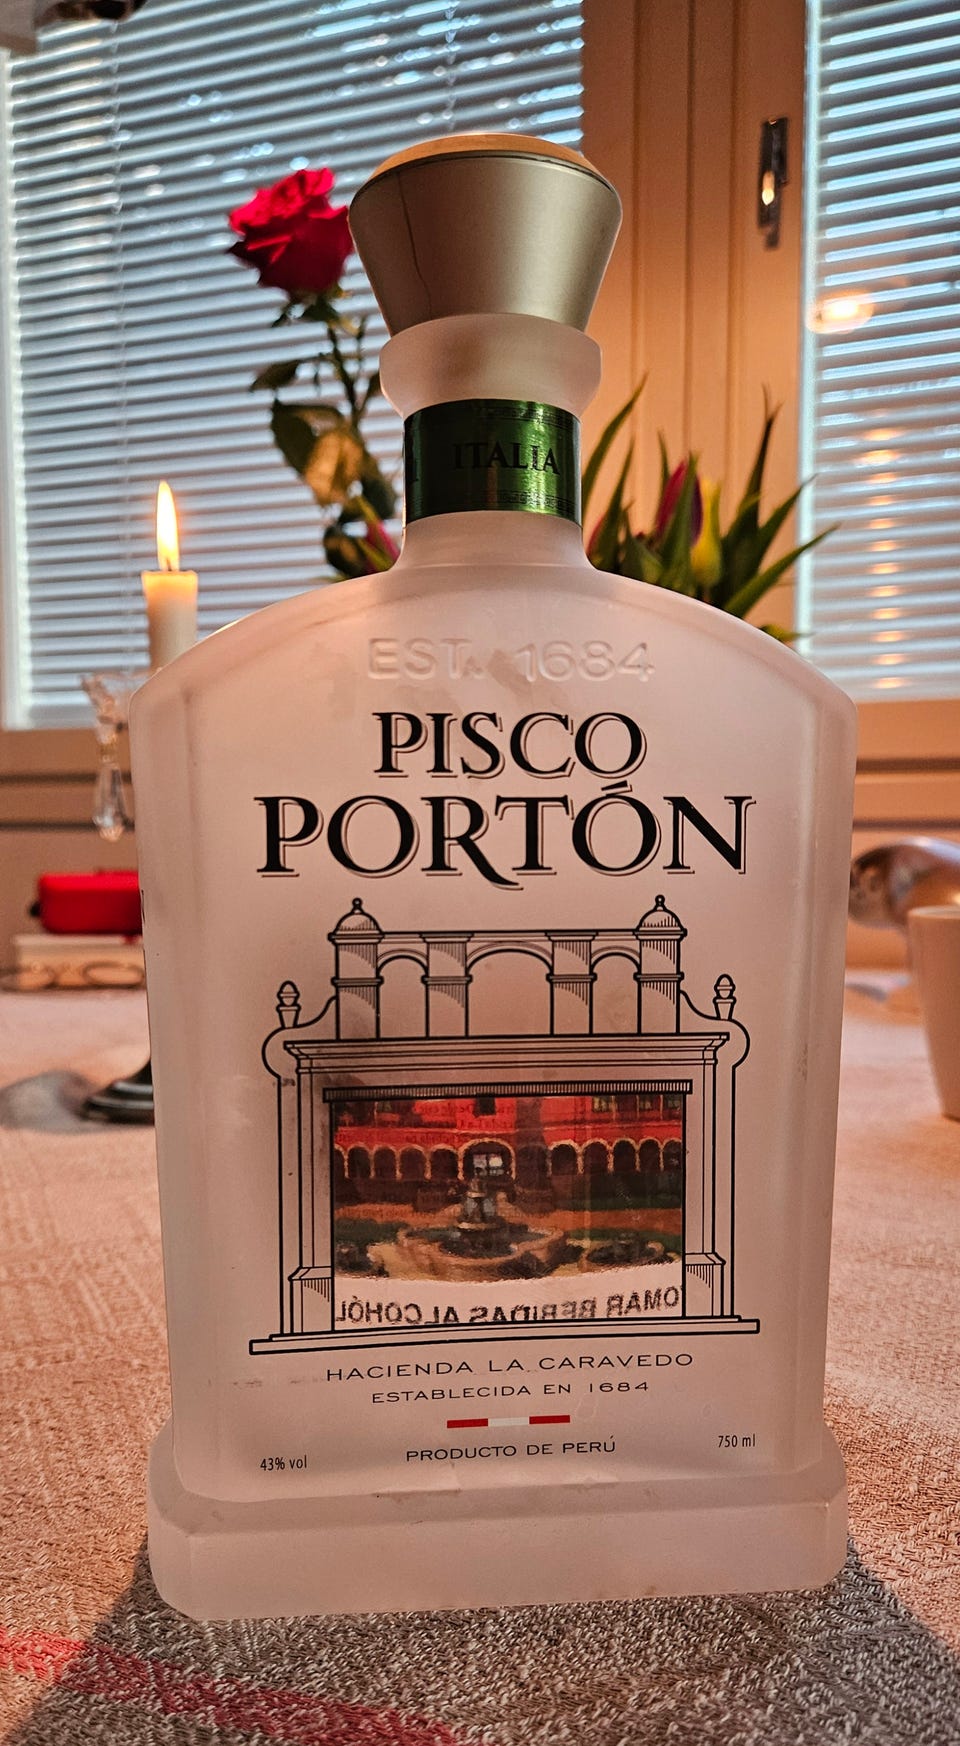 ITALIA
EST. 1684
PISCO
PORTÓN
OMAR BEBIDAS ALCOHÓL
HACIENDA LA CARAVEDO
ESTABLECIDA EN 1684
PRODUCTO DE PERÚ
43% vol
750 ml